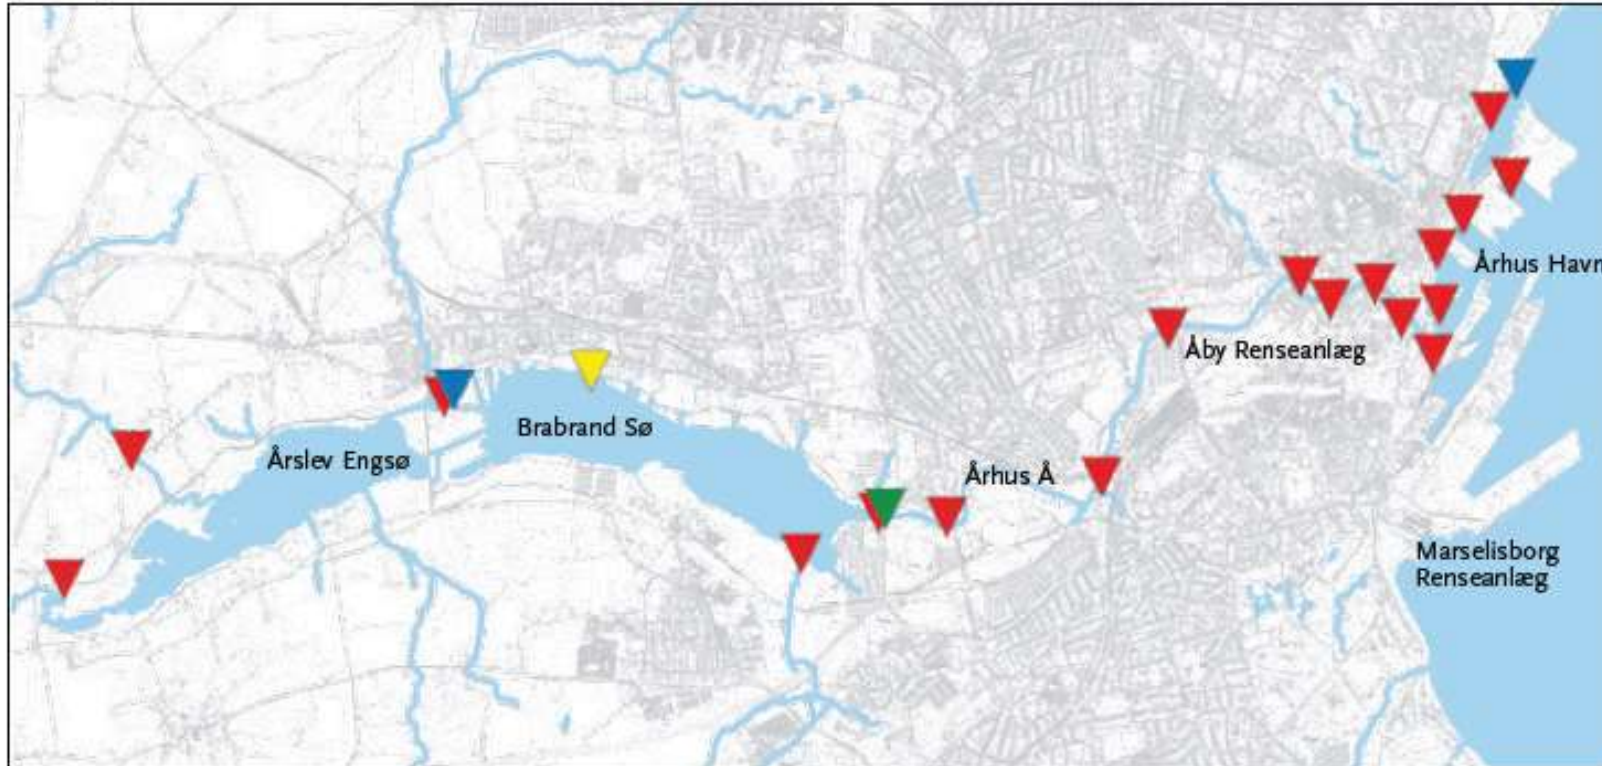 Århus Havn
Åby Renseanlæg
Brabrand Sø
Årslev Engsø
Århus Å
Marselisborg
Renseanlæg